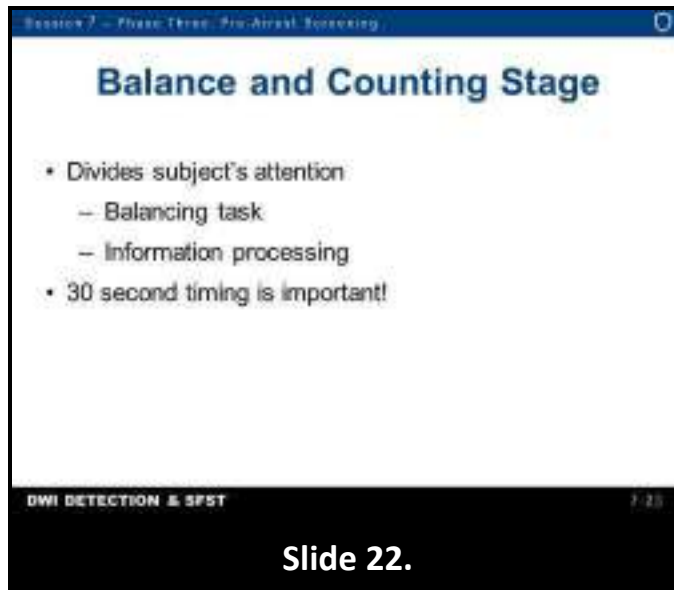 Session 7 – Phase Three: Pre-Arrest Screening
Balance and Counting Stage
• Divides subject's attention
– Balancing task
– Information processing
• 30 second timing is important!
DWI DETECTION & SFST
Slide 22.